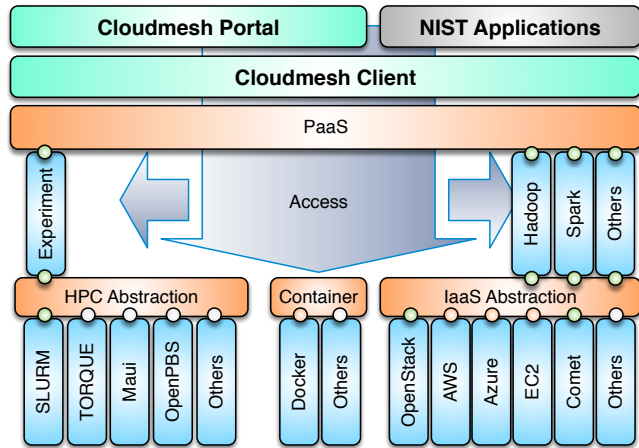 Cloudmesh Portal
NIST Applications
Cloudmesh Client
PaaS
Experiment
Access
Hadoop
Spark
Others
HPC Abstraction
Container
IaaS Abstraction
SLURM
TORQUE
Maui
OpenPBS
Others
Docker
Others
OpenStack
AWS
Azure
EC2
Comet
Others